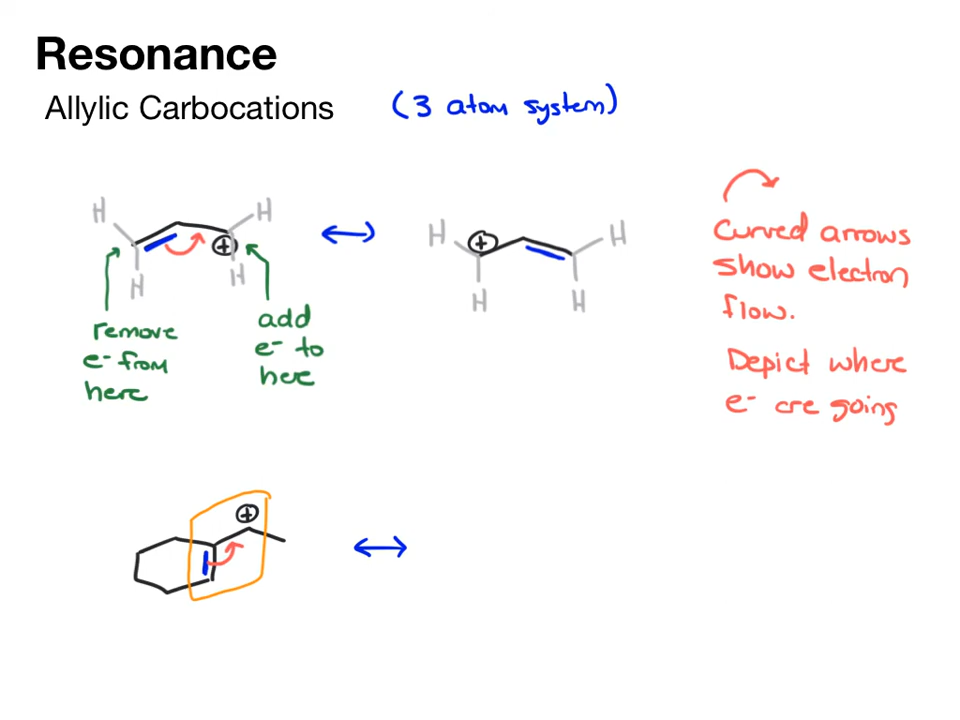 Resonance
Allylic Carbocations (3 atom system)
H H
H H
H H
H H
remove
e- from
here
add
e- to
here
Curved arrows
show electron
flow.
Depict where
e- are going